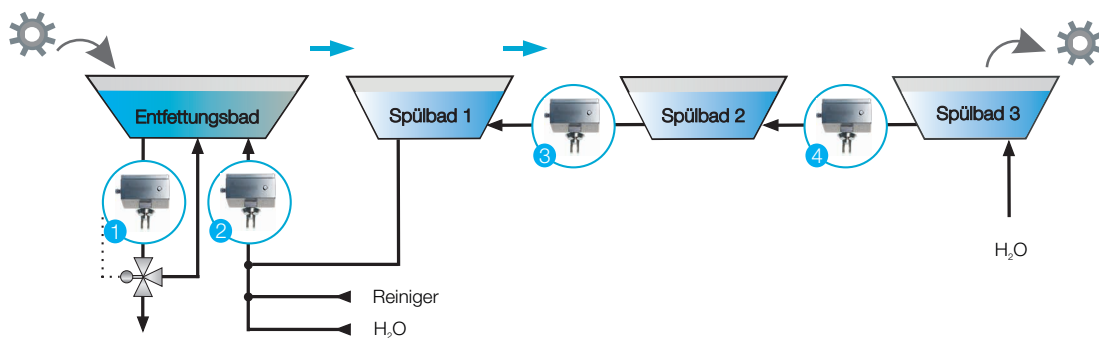 Entfettungsbad
Spülbad 1
Spülbad 2
Spülbad 3
1
2
3
4
H₂O
Reiniger
H₂O